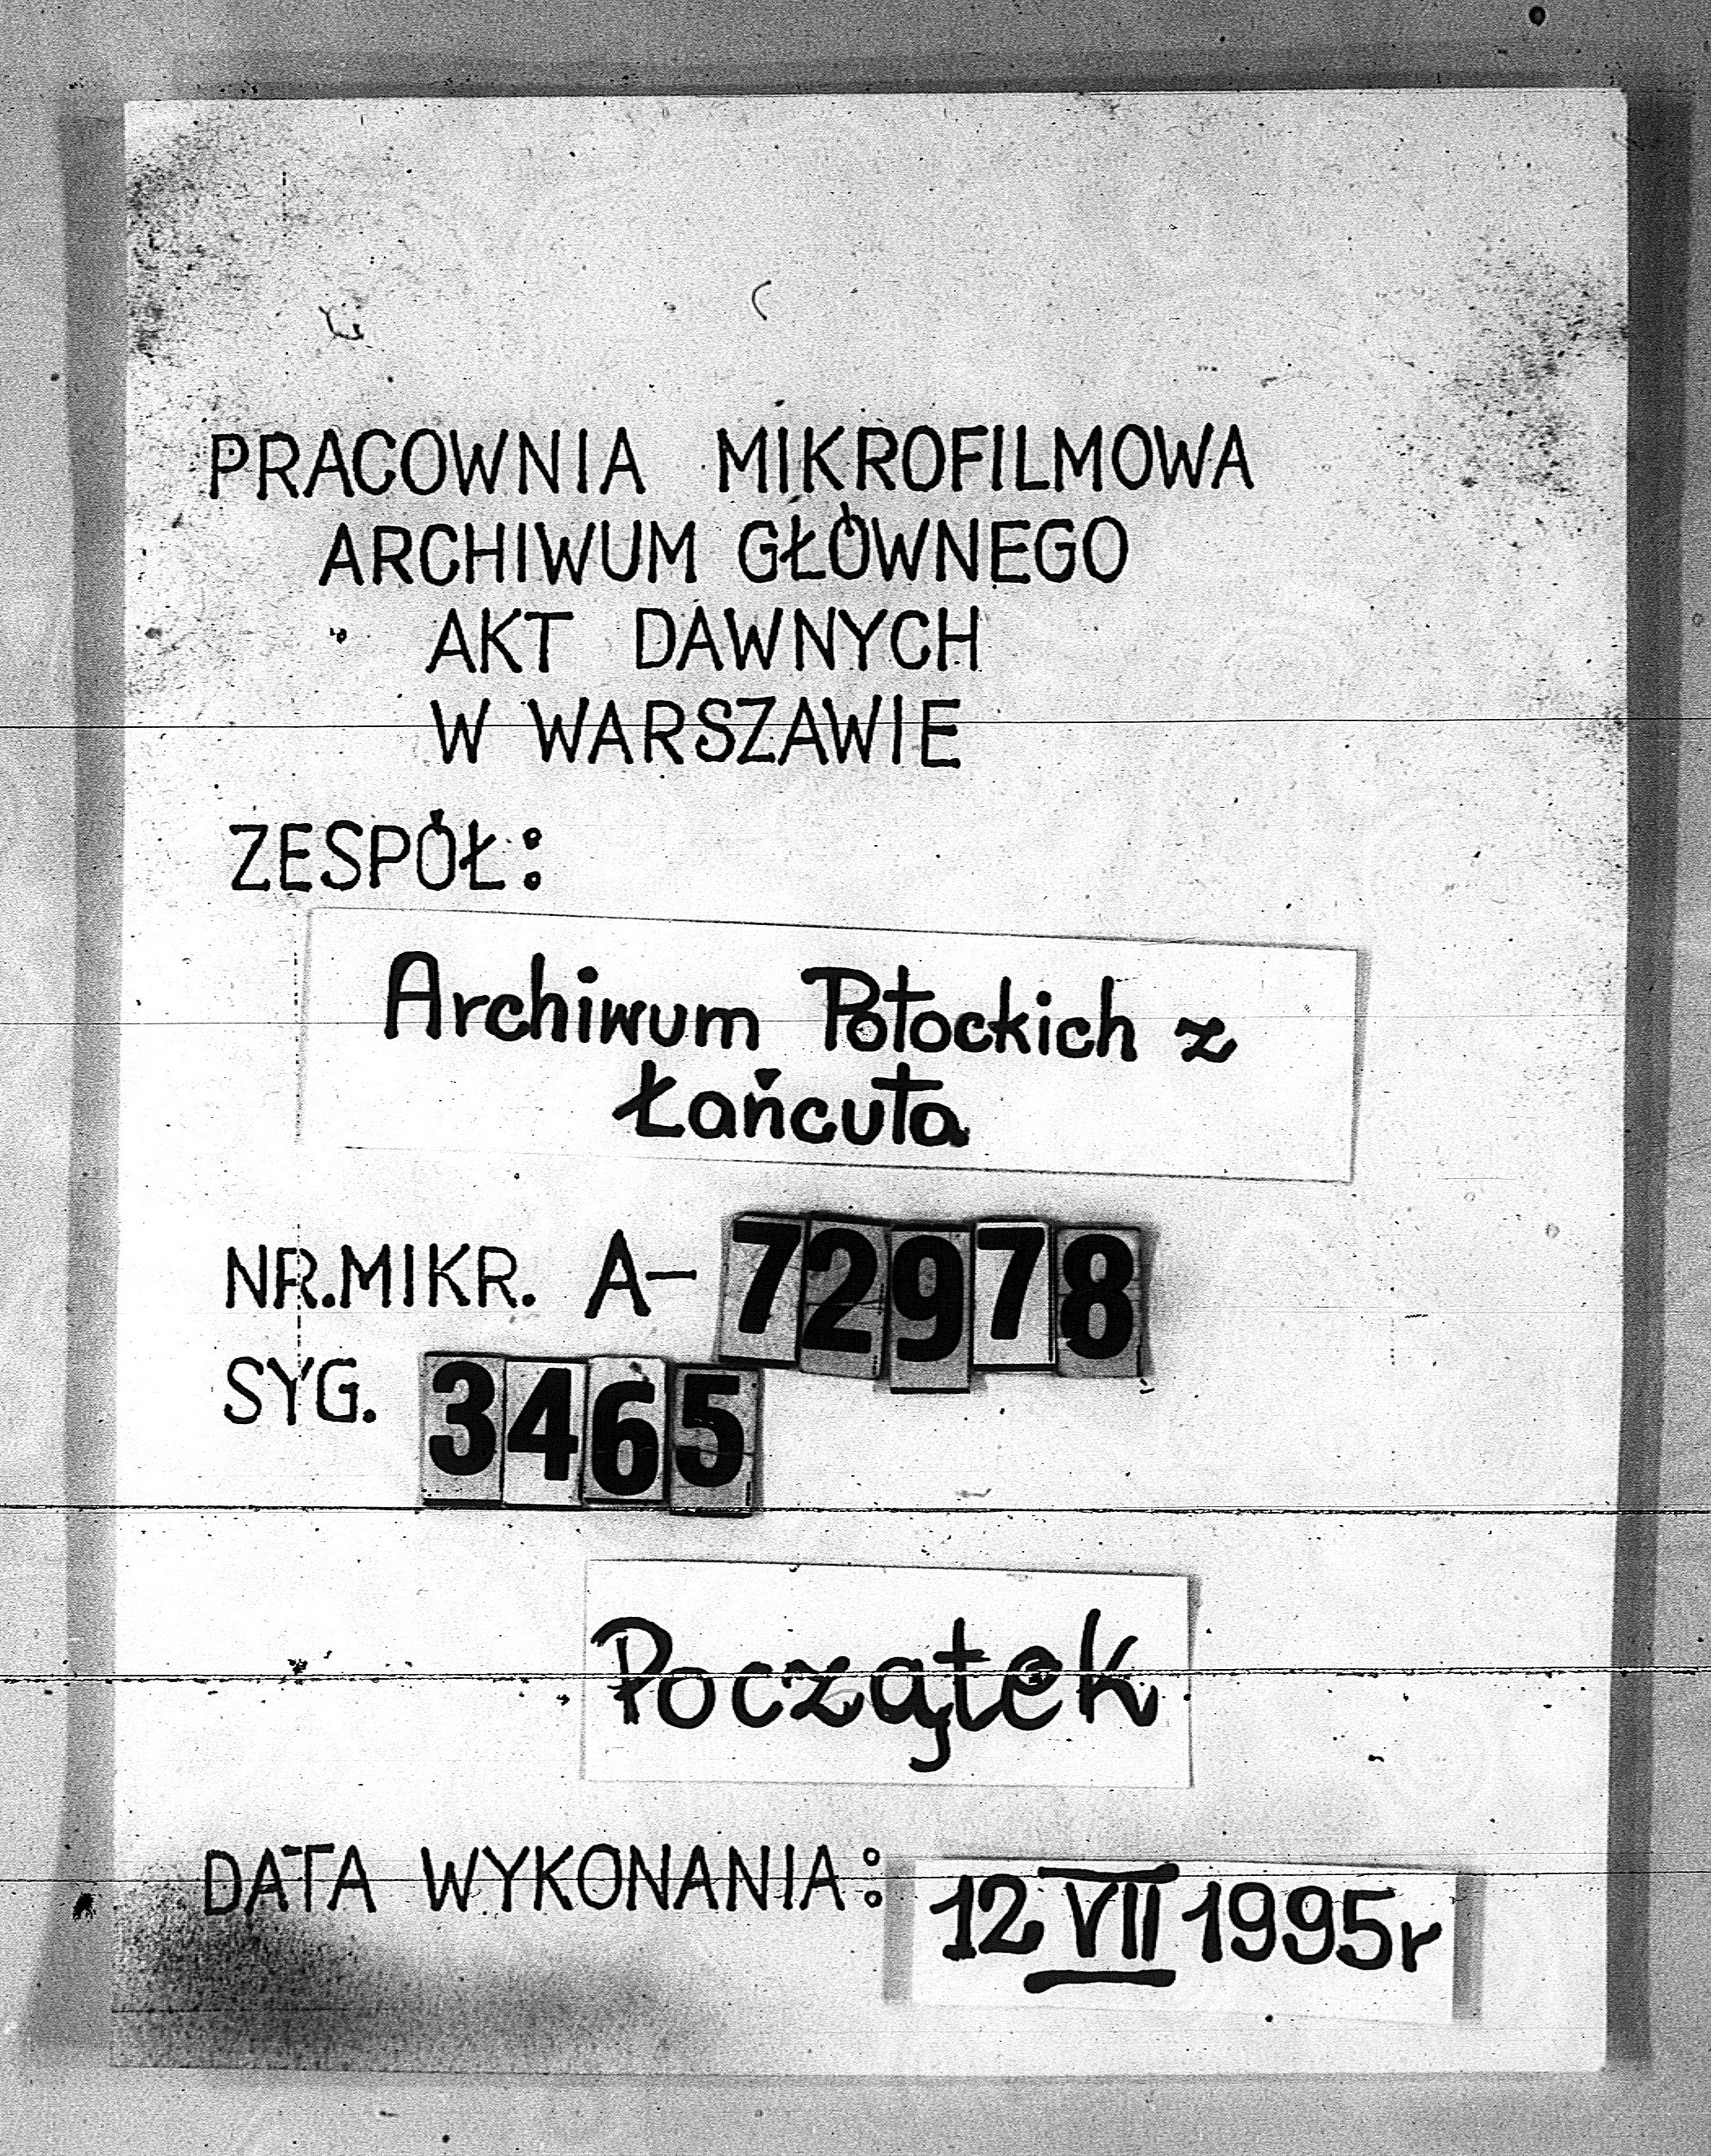 PRACOWNIA MIKROFILMOWA
ARCHIWUM GŁÓWNEGO
AKT DAWNYCH
W WARSZAWIE
ZESPÓŁ:
Archiwum Potockich z
Łańcuta
NR.MIKR. A-72978
SYG. 3465
Początek
DATA WYKONANIA: 12 VII 1995r